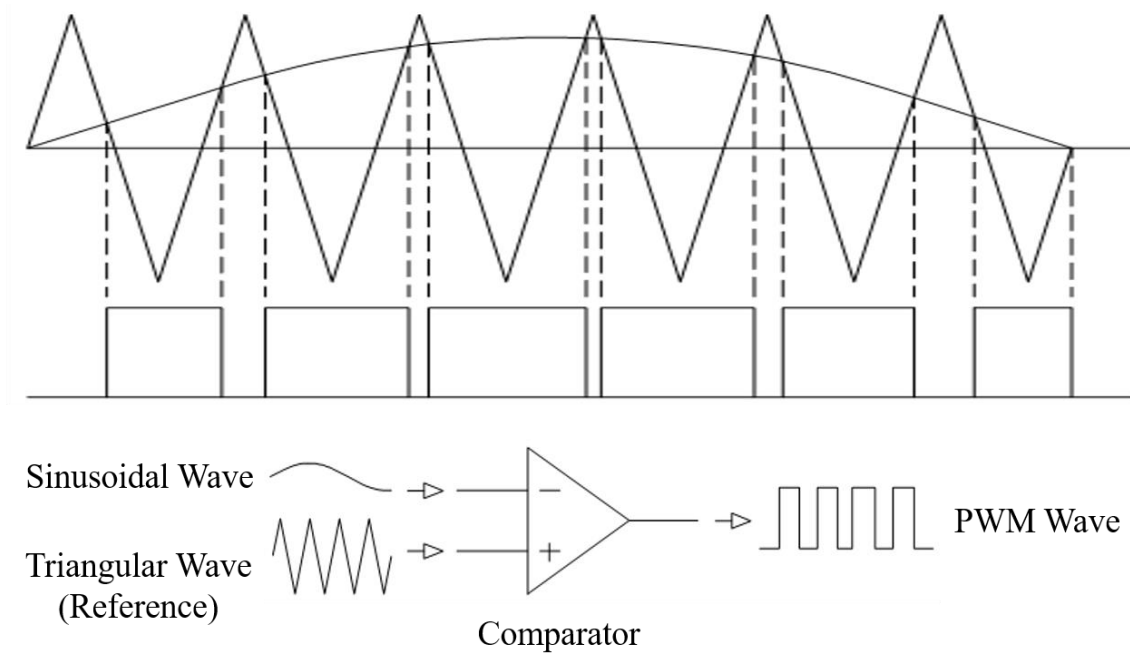 Sinusoidal Wave
−
PWM Wave
+
Triangular Wave
(Reference)
Comparator